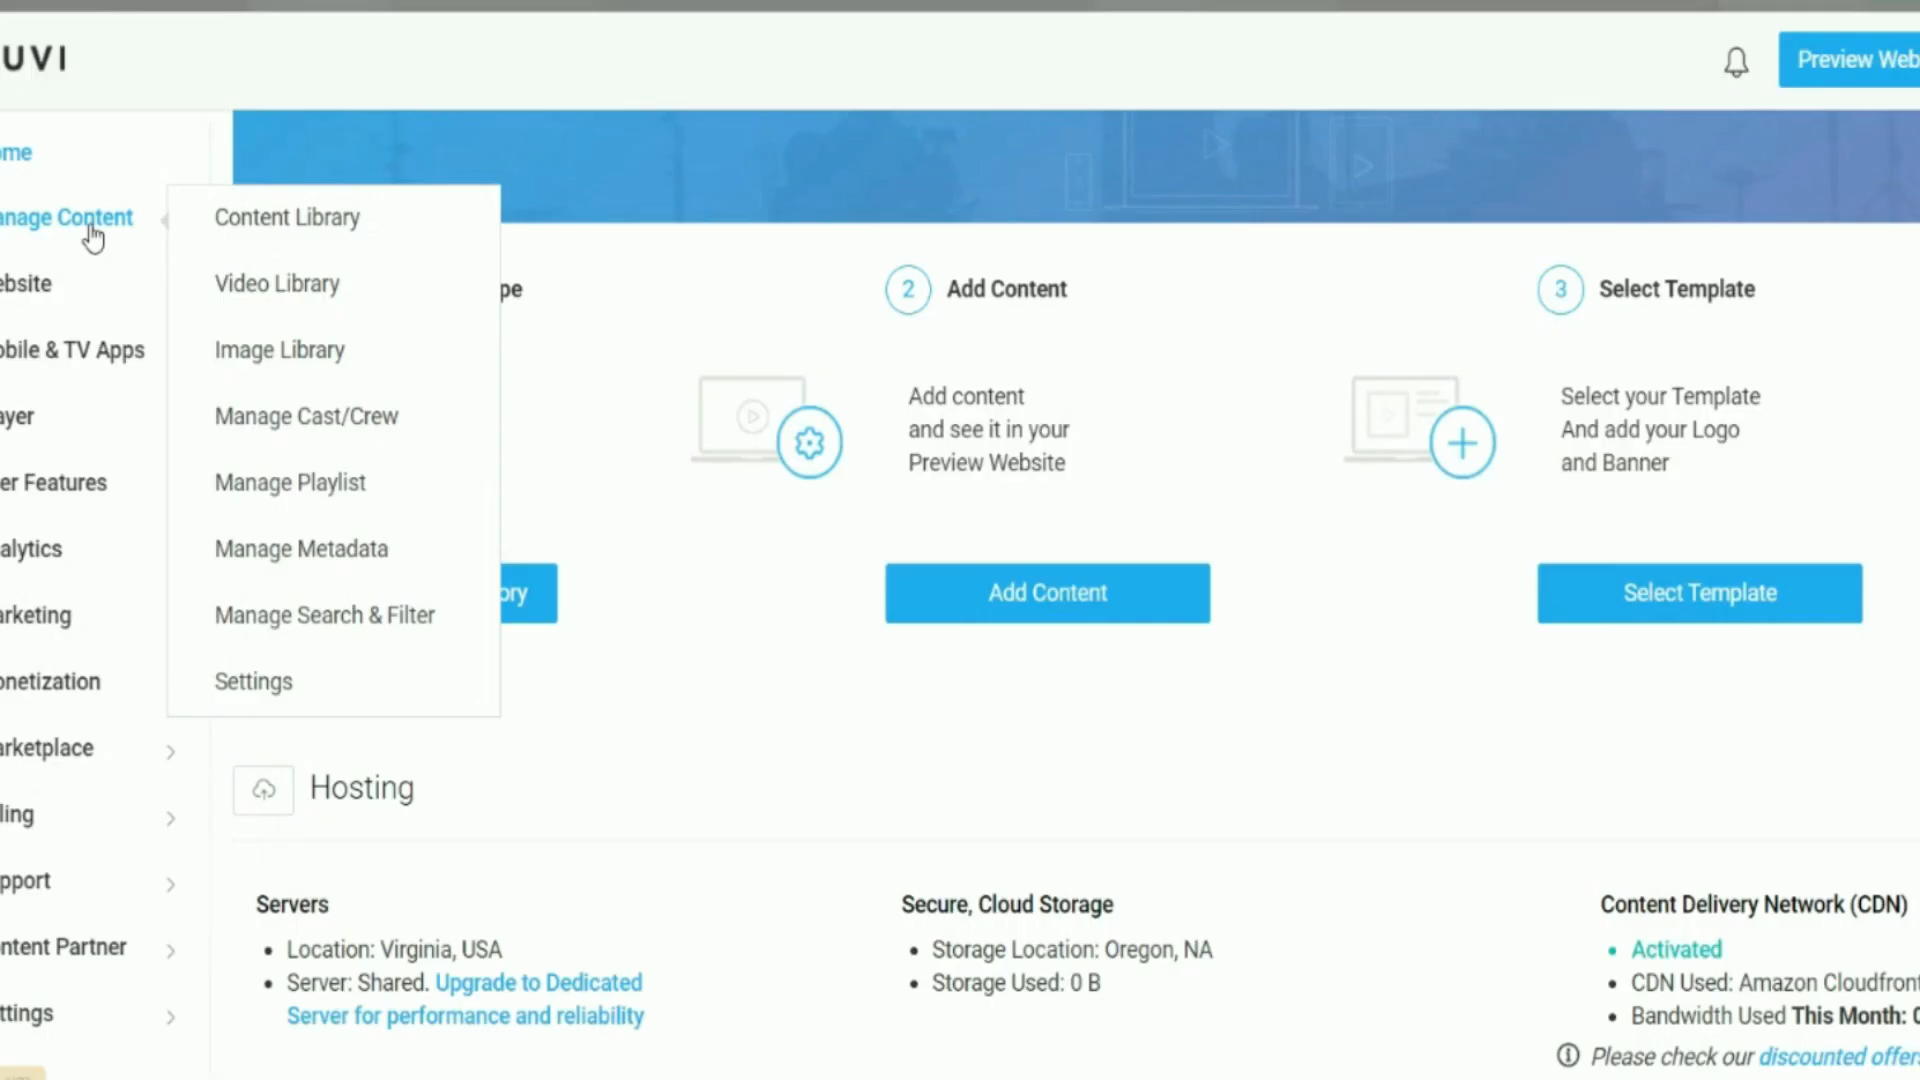 UVI
Preview Web
ome
anage Content
ebsite
obile & TV Apps
ayer
er Features
alytics
arketing
onetization
arketplace
ling
pport
ntent Partner
ttings
Content Library
Video Library
Image Library
Manage Cast/Crew
Manage Playlist
Manage Metadata
Manage Search & Filter
Settings
pe
ory
2 Add Content
Add content
and see it in your
Preview Website
Add Content
3 Select Template
Select your Template
And add your Logo
and Banner
Select Template
Hosting
Servers
• Location: Virginia, USA
• Server: Shared. Upgrade to Dedicated
Server for performance and reliability
Secure, Cloud Storage
• Storage Location: Oregon, NA
• Storage Used: 0 B
Content Delivery Network (CDN)
• Activated
• CDN Used: Amazon Cloudfront
• Bandwidth Used This Month: 0
Please check our discounted offers